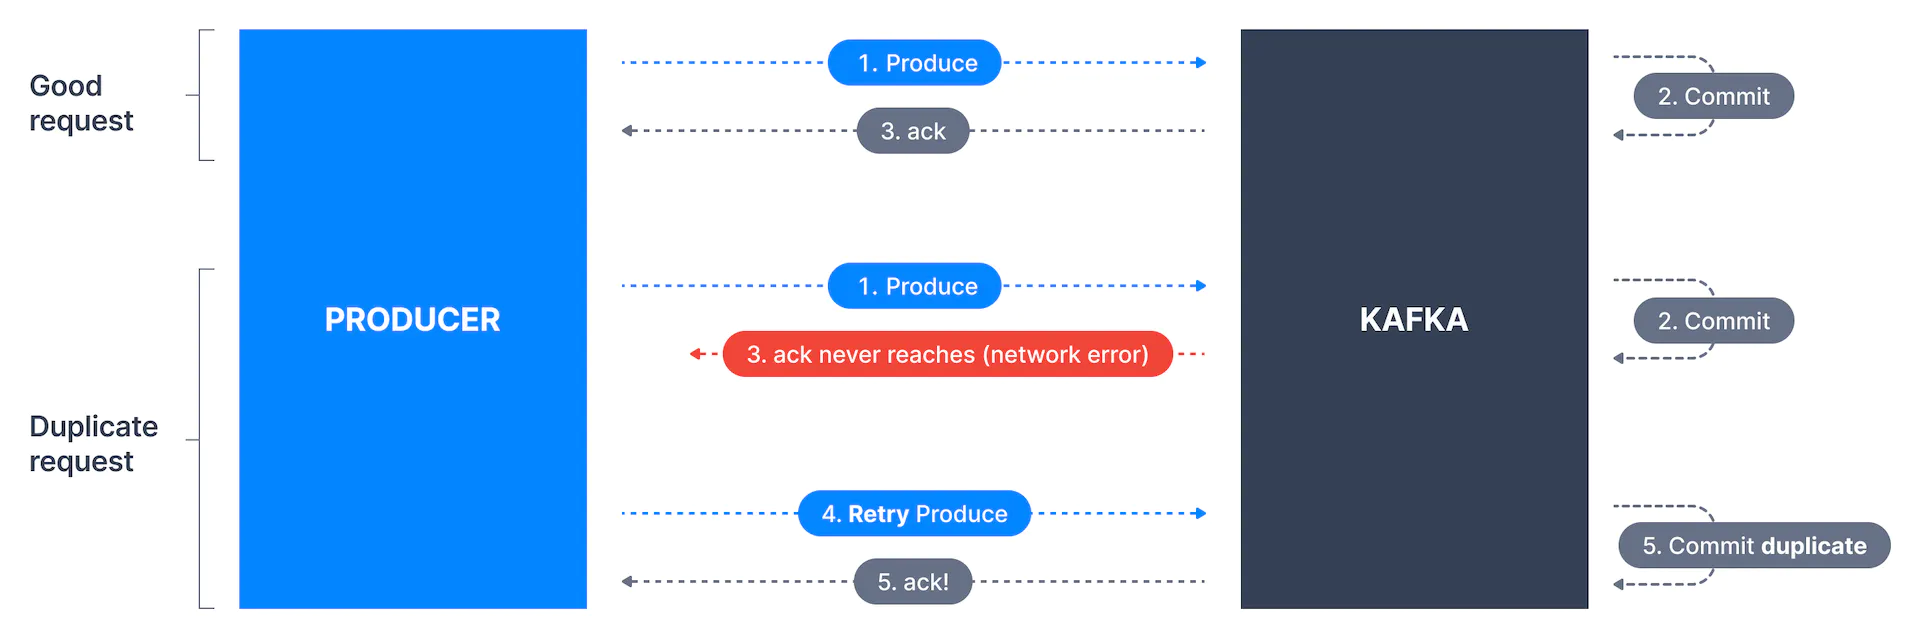 Good
request
1. Produce
2. Commit
3. ack
PRODUCER
KAFKA
Duplicate
request
1. Produce
2. Commit
3. ack never reaches (network error)
4. Retry Produce
5. Commit duplicate
5. ack!